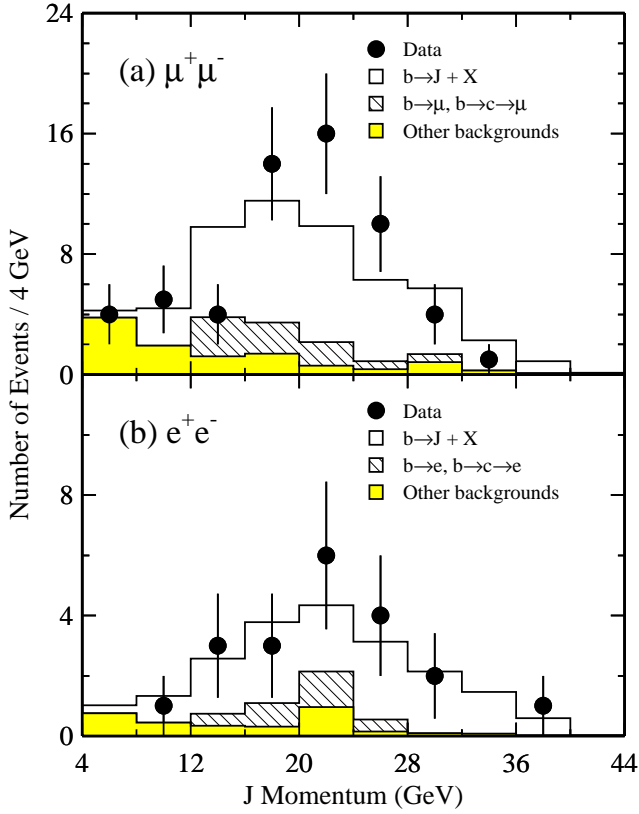 24
(a) μ⁺μ⁻
Data
b→J + X
b→μ, b→c→μ
Other backgrounds
16
8
0
Number of Events / 4 GeV
(b) e⁺e⁻
Data
b→J + X
b→e, b→c→e
Other backgrounds
8
4
0
4 12 20 28 36 44
J Momentum (GeV)